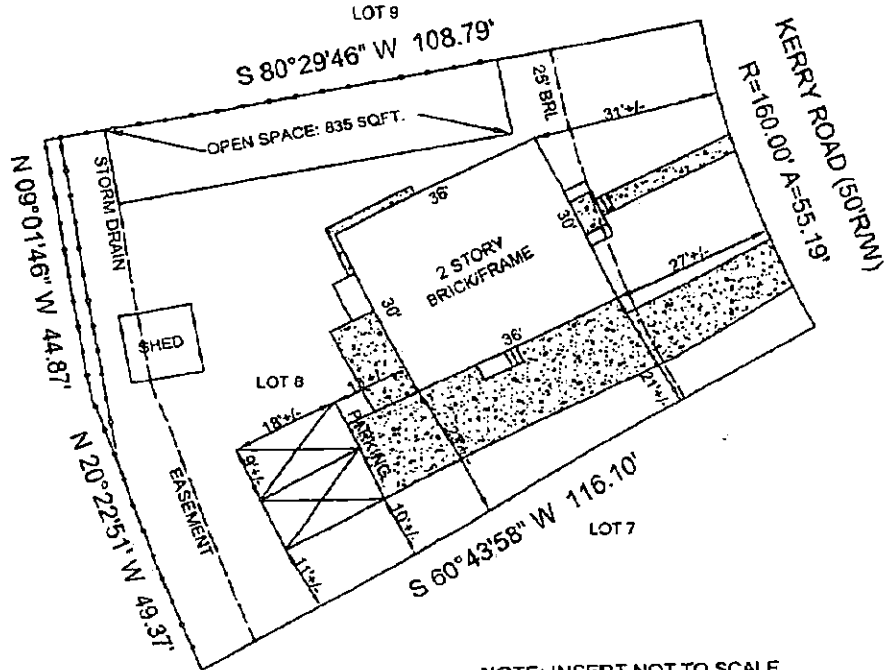 LOT 9
S 80°29'46" W 108.79'
KERRY ROAD (50'R/W)
R=160.00' A=55.19'
25' BRL
31'+/-
OPEN SPACE: 835 SQFT.
STORM DRAIN
N 09°01'46" W 44.87'
36'
30'
2 STORY
BRICK/FRAME
27'+/-
30'
36'
SHED
LOT 8
18'+/-
21'+/-
PARKING
9'+/-
EASEMENT
10'+/-
11'+/-
N 20°22'51" W 49.37'
S 60°43'58" W 116.10'
LOT 7
NOTE: INSERT NOT TO SCALE